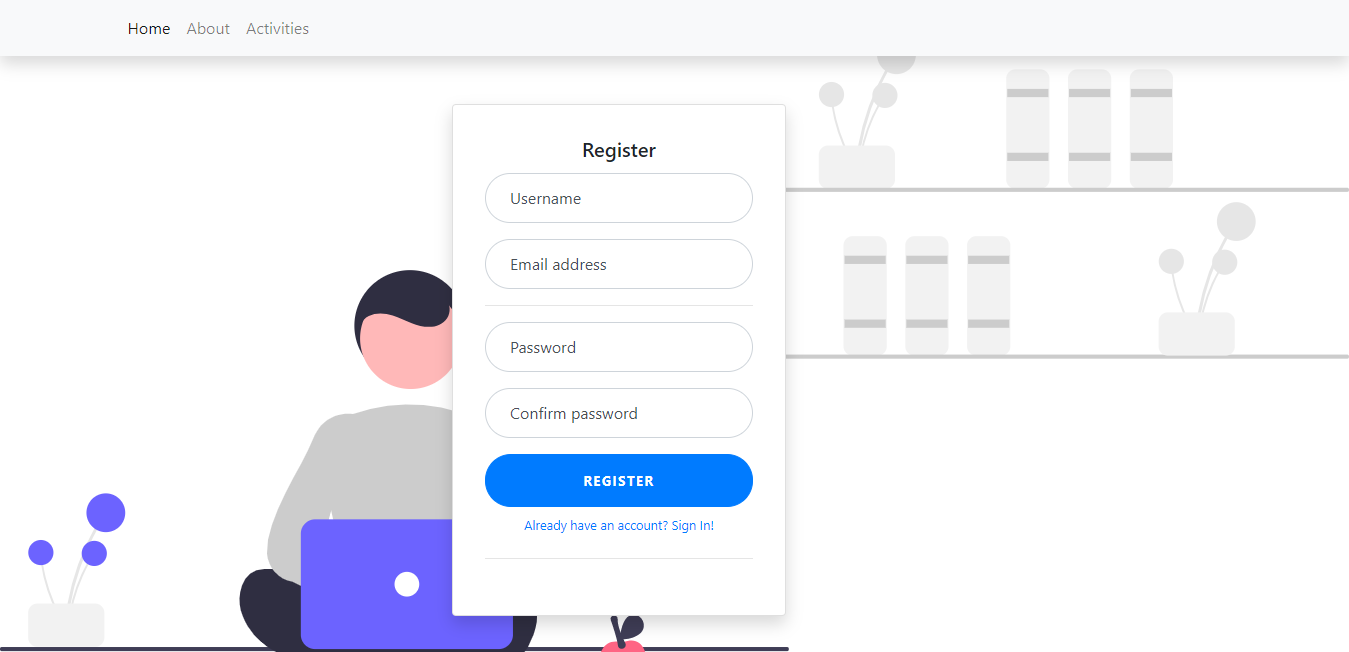 Home About Activities
Register
Username
Email address
Password
Confirm password
REGISTER
Already have an account? Sign In!